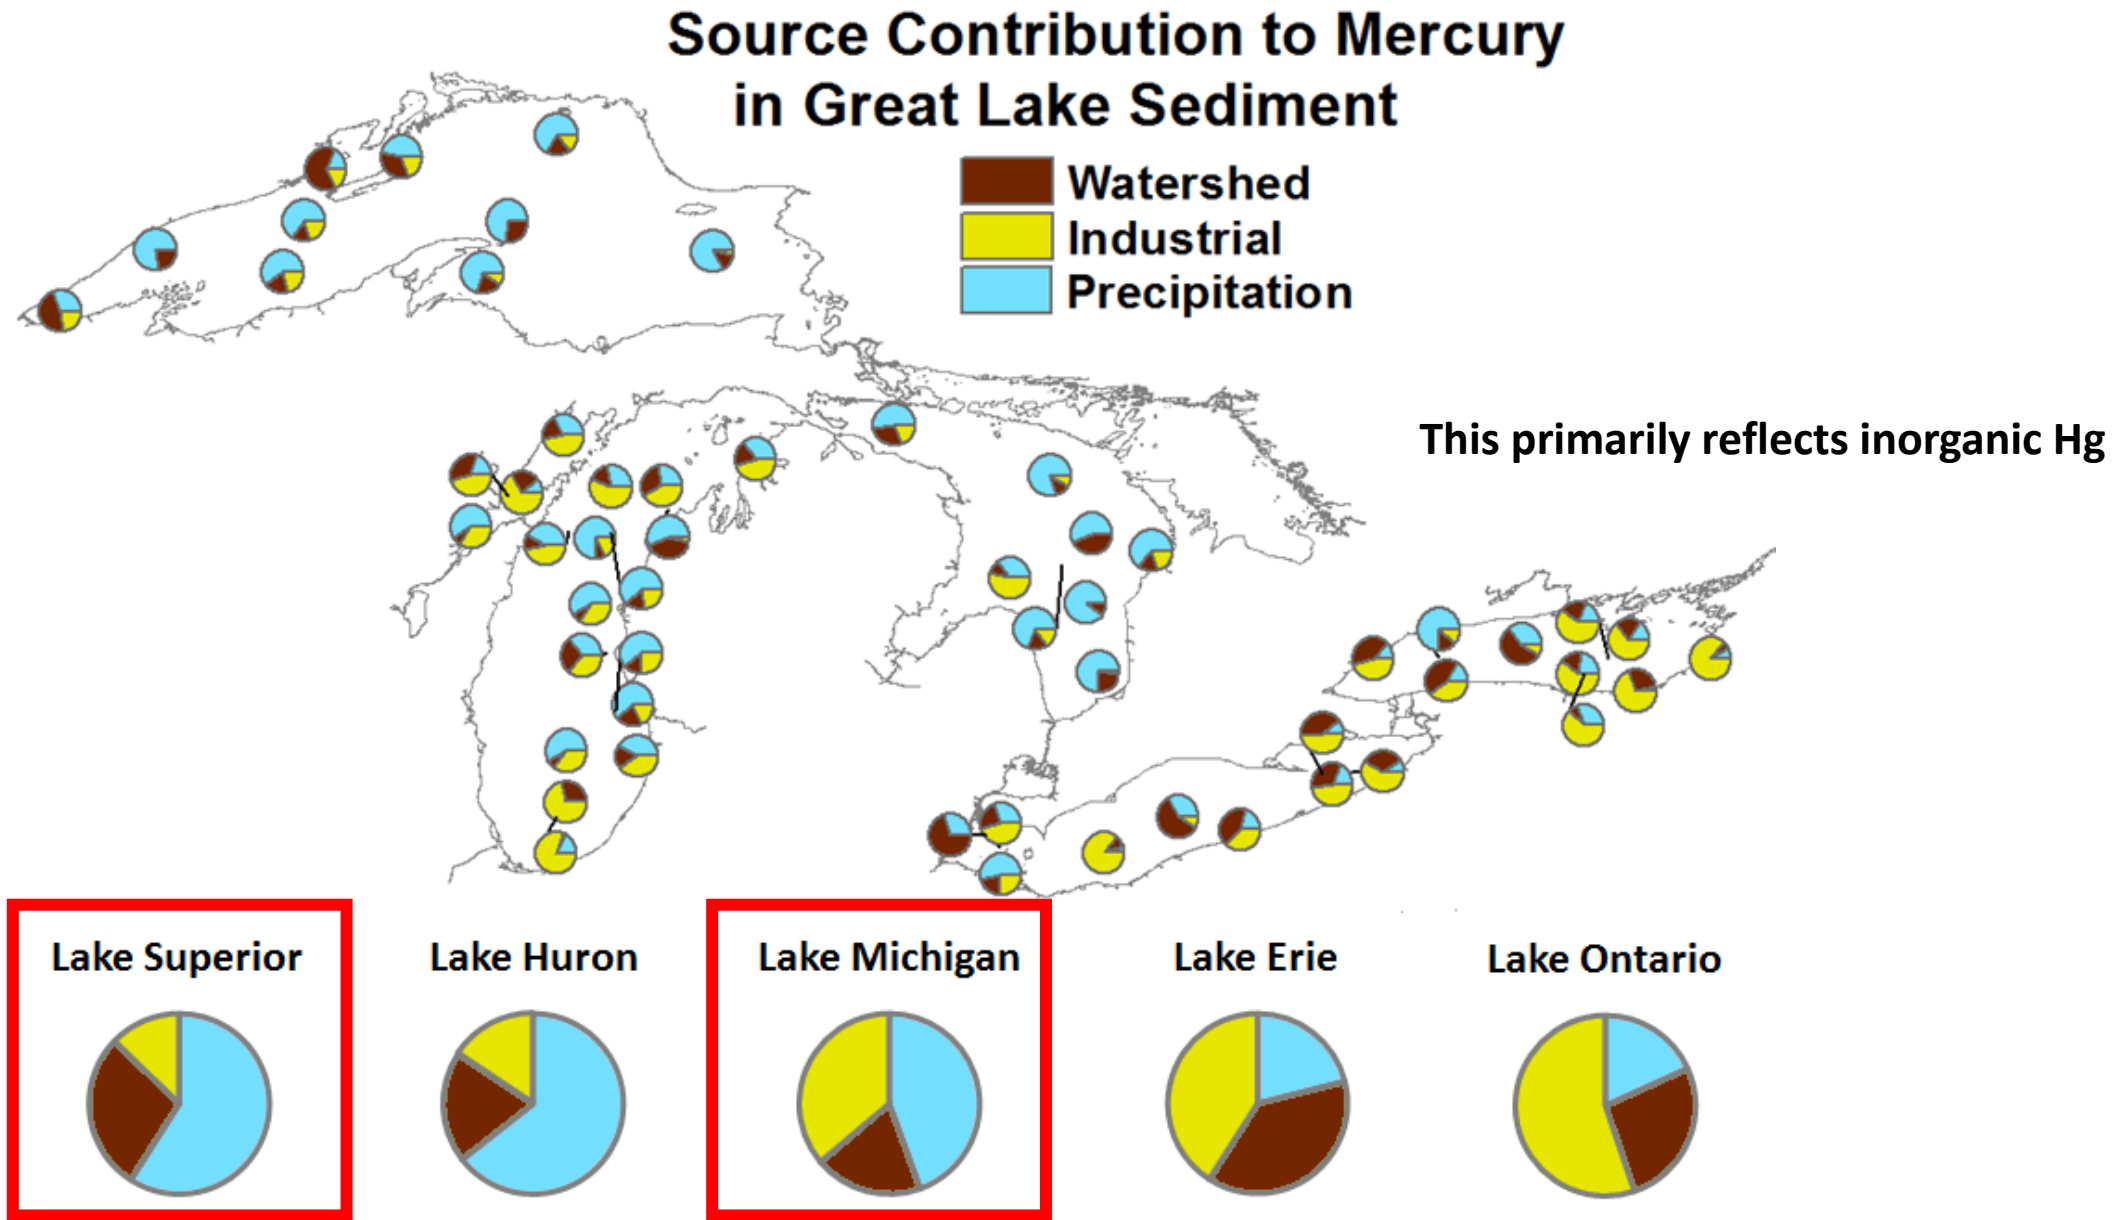 Source Contribution to Mercury
in Great Lake Sediment
Watershed
Industrial
Precipitation
This primarily reflects inorganic Hg
Lake Superior
Lake Huron
Lake Michigan
Lake Erie
Lake Ontario